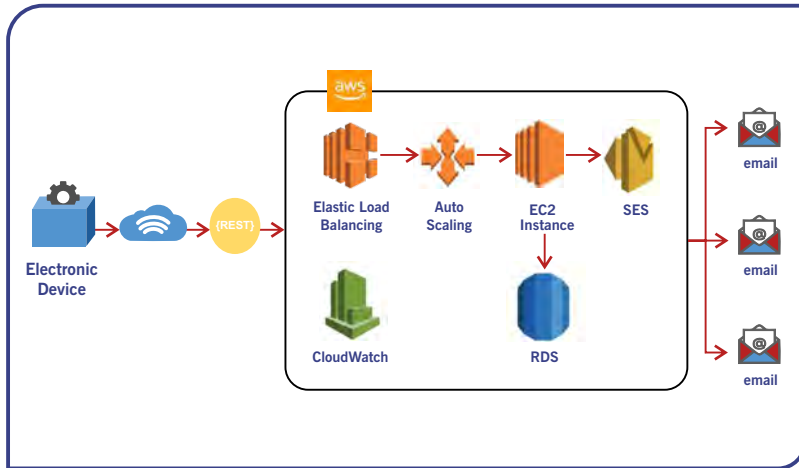 aws
Elastic Load
Balancing
Auto
Scaling
EC2
Instance
SES
{REST}
Electronic
Device
CloudWatch
RDS
@
email
@
email
@
email